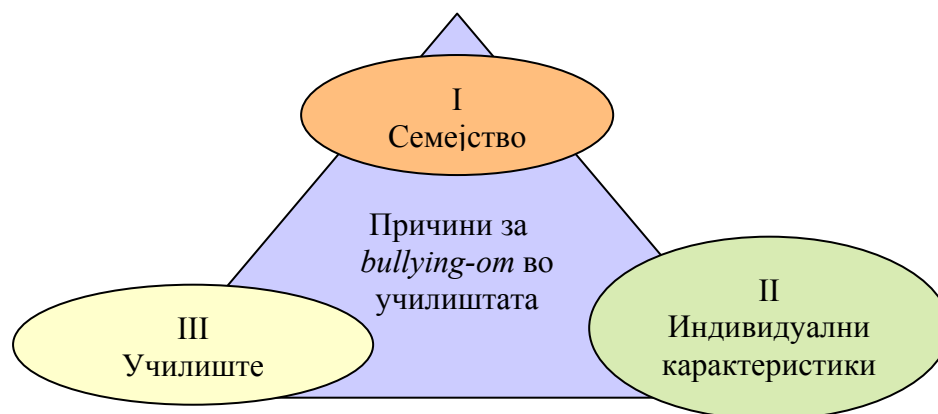 I
Семејство
Причини за
bullying-от во
училиштата
II
Индивидуални
карактеристики
III
Училиште